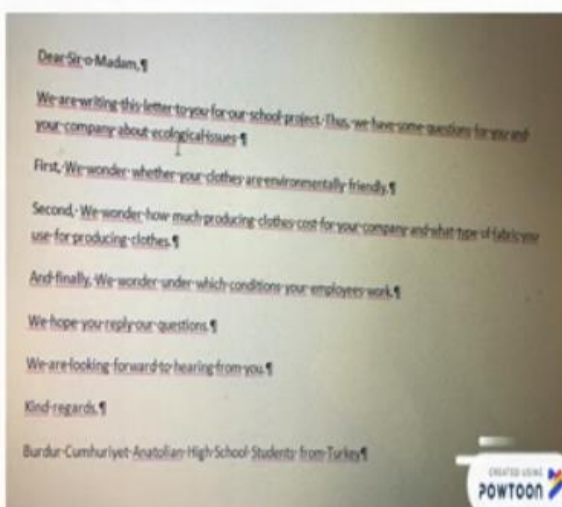 Dear Sir o Madam,¶
We are writing this letter to you for our school project. Thus, we have some questions for you and
your company about ecological issues ¶
First, We wonder whether your clothes are environmentally friendly.¶
Second, We wonder how much producing clothes cost for your company and what type of fabric your
use for producing clothes.¶
And finally, We wonder under which conditions your employees work.¶
We hope you reply our questions.¶
We are looking forward to hearing from you.¶
Kind regards.¶
Burdur Cumhuriyet Anatolian High School Students from Turkey¶
CREATED USING
POWTOON